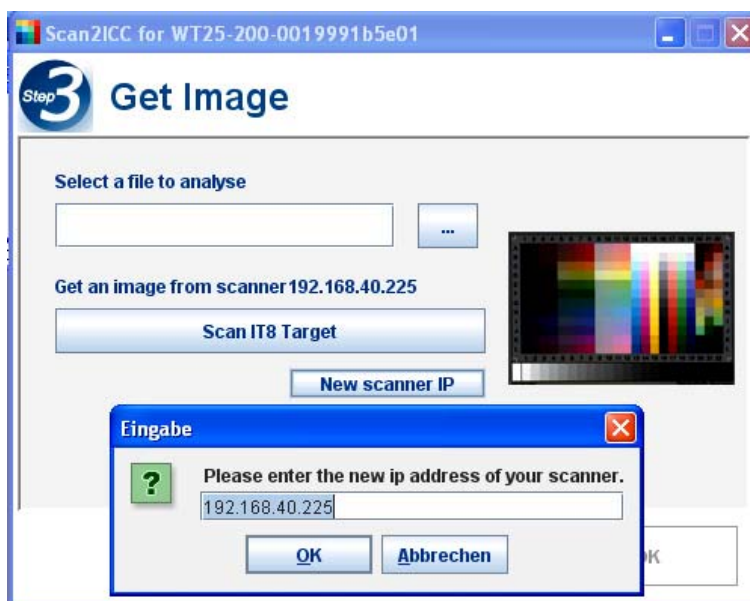 Scan2ICC for WT25-200-0019991b5e01
Step 3 Get Image
Select a file to analyse
...
Get an image from scanner192.168.40.225
Scan IT8 Target
New scanner IP
Eingabe
? Please enter the new ip address of your scanner.
192.168.40.225
OK Abbrechen